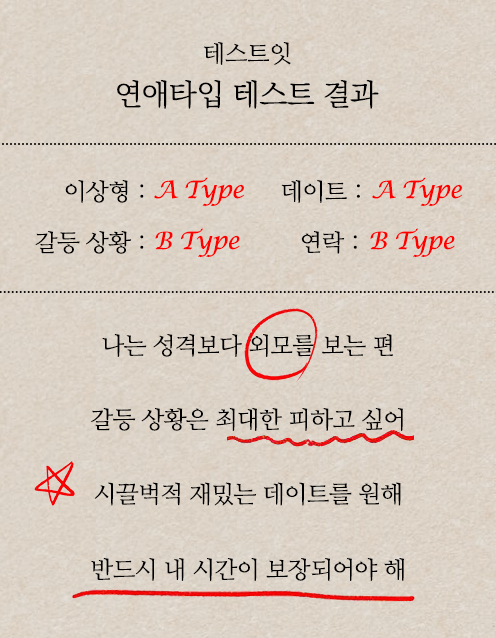 테스트잇
연애타입 테스트 결과
이상형 : A Type 데이트 : A Type
갈등 상황 : B Type 연락 : B Type
나는 성격보다 외모를 보는 편
갈등 상황은 최대한 피하고 싶어
시끌벅적 재밌는 데이트를 원해
반드시 내 시간이 보장되어야 해